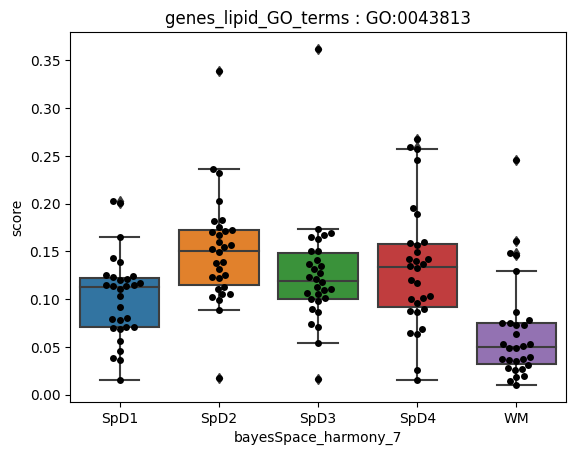 genes_lipid_GO_terms : GO:0043813
0.35
0.30
0.25
0.20
0.15
0.10
0.05
0.00
score
SpD1 SpD2 SpD3 SpD4 WM
bayesSpace_harmony_7